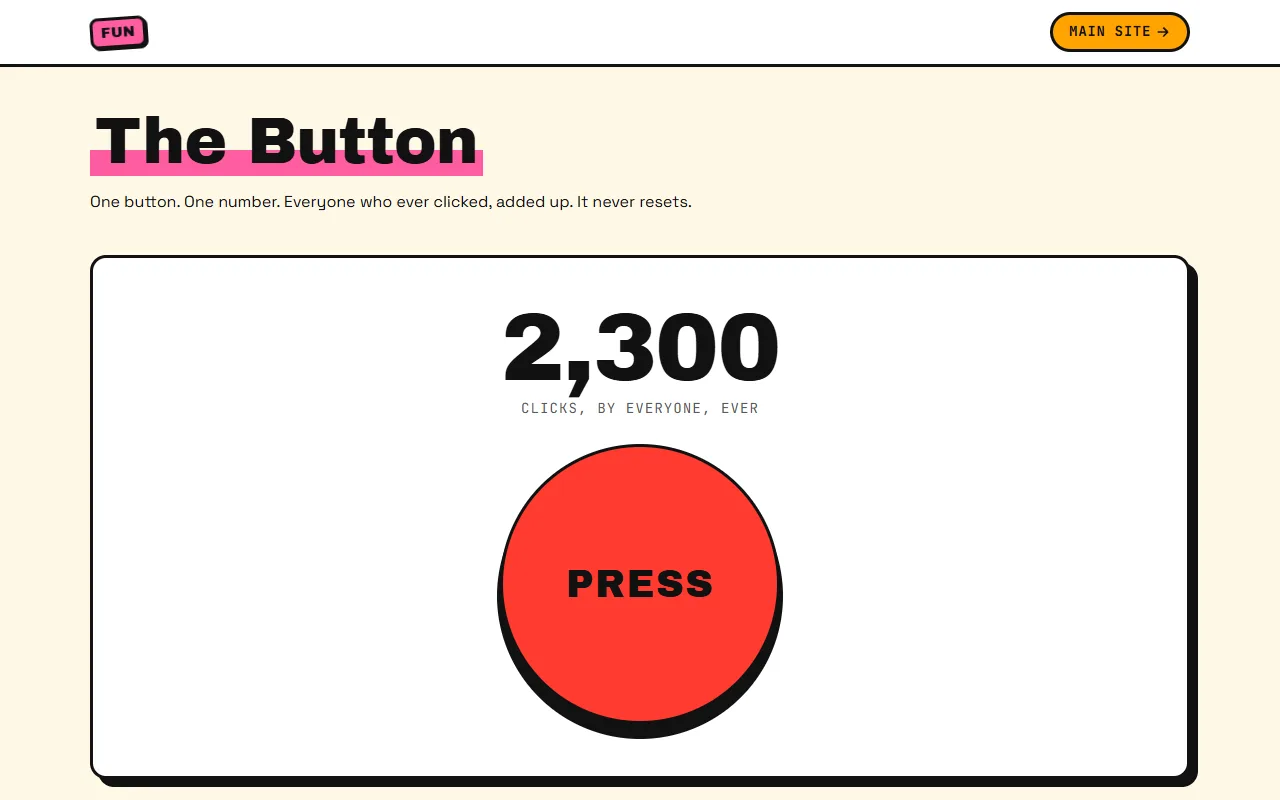 FUN
MAIN SITE →
The Button
One button. One number. Everyone who ever clicked, added up. It never resets.
2,300
CLICKS, BY EVERYONE, EVER
PRESS